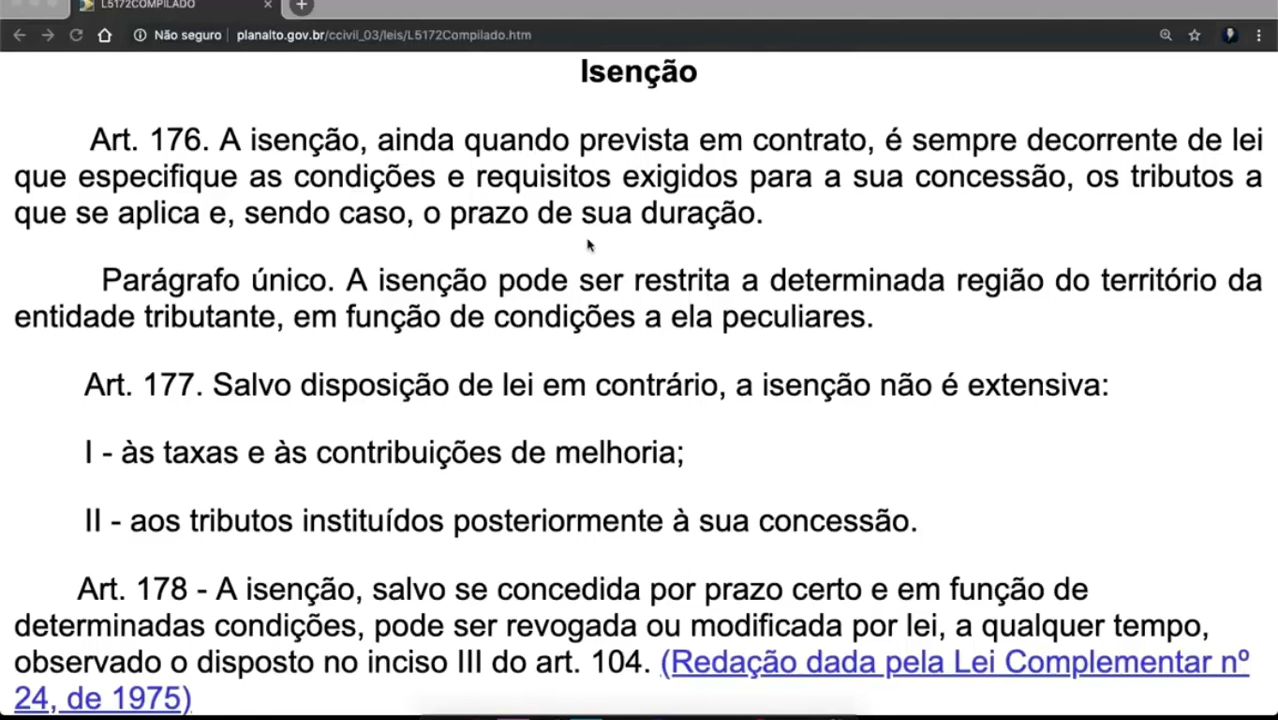 L5172COMPILADO
Não seguro
planalto.gov.br/ccivil_03/leis/L5172Compilado.htm
Isenção
Art. 176. A isenção, ainda quando prevista em contrato, é sempre decorrente de lei
que especifique as condições e requisitos exigidos para a sua concessão, os tributos a
que se aplica e, sendo caso, o prazo de sua duração.
Parágrafo único. A isenção pode ser restrita a determinada região do território da
entidade tributante, em função de condições a ela peculiares.
Art. 177. Salvo disposição de lei em contrário, a isenção não é extensiva:
I - às taxas e às contribuições de melhoria;
II - aos tributos instituídos posteriormente à sua concessão.
Art. 178 - A isenção, salvo se concedida por prazo certo e em função de
determinadas condições, pode ser revogada ou modificada por lei, a qualquer tempo,
observado o disposto no inciso III do art. 104. (Redação dada pela Lei Complementar nº
24, de 1975)